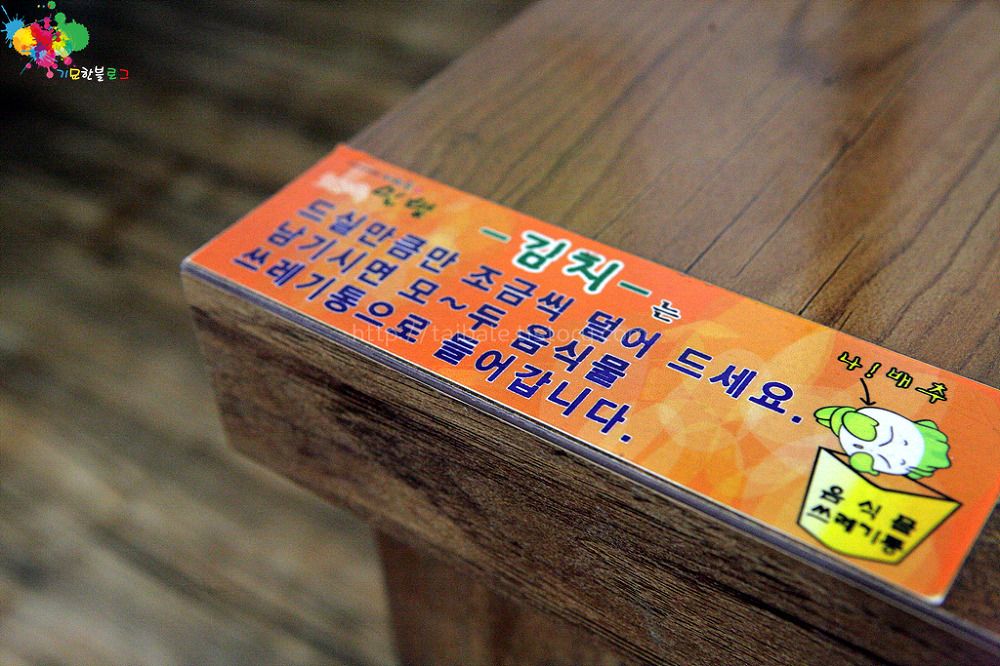 기묘한블로그
-김치-는
드실만큼만 조금씩 덜어 드세요.
남기시면 모~두 음식물
쓰레기통으로 들어갑니다.
나! 배추
음식물
쓰레기통